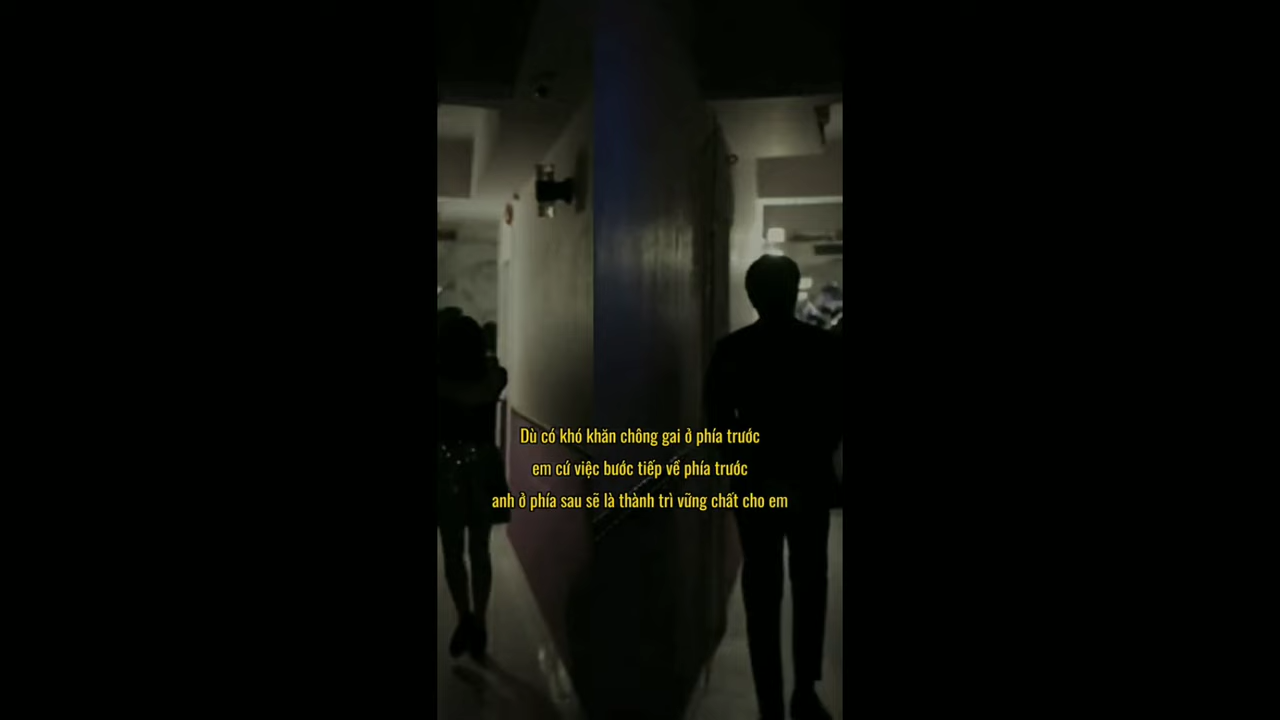 Dù có khó khăn chông gai ở phía trước
em cứ việc bước tiếp về phía trước
anh ở phía sau sẽ là thành trì vững chất cho em